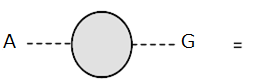 A G =